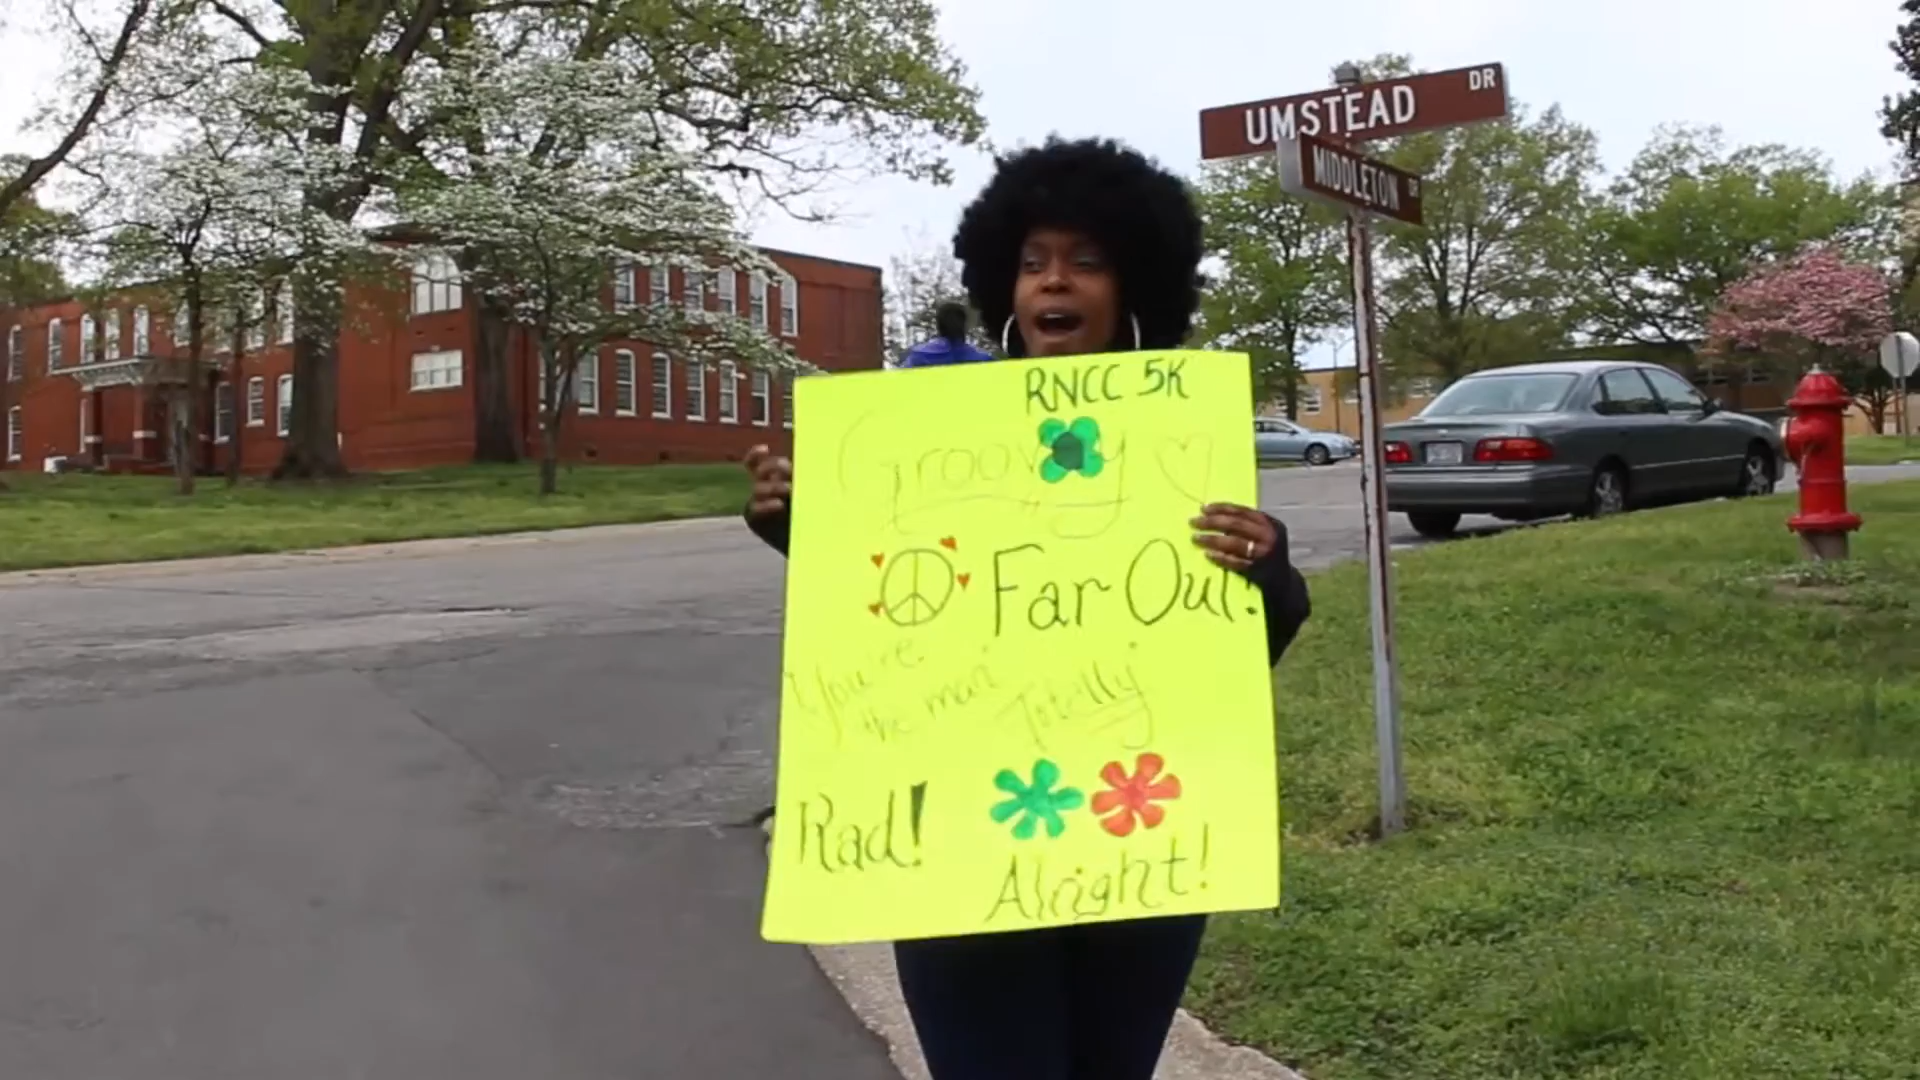 UMSTEAD DR
MIDDLETON DR
RNCC 5K
Groovy
Far Out!
You're
the man
Totally
Rad!
Alright!